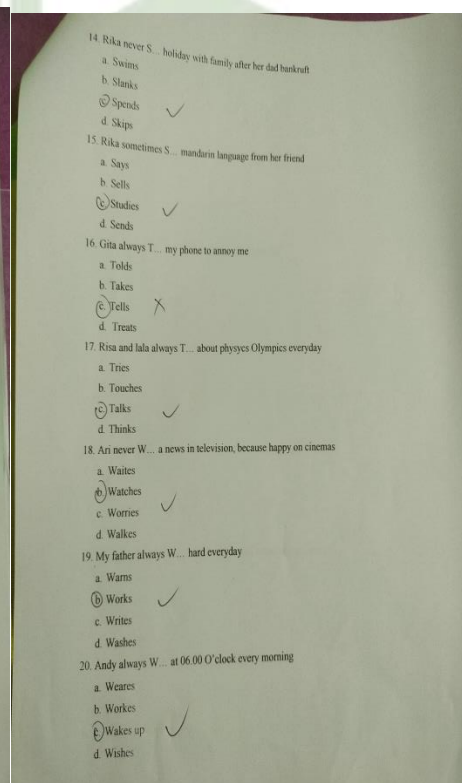 14. Rika never S... holiday with family after her dad bankruft
a. Swims
b. Slanks
c. Spends
d. Skips
15. Rika sometimes S... mandarin language from her friend
a. Says
b. Sells
c. Studies
d. Sends
16. Gita always T... my phone to annoy me
a. Tolds
b. Takes
c. Tells
d. Treats
17. Risa and lala always T... about physycs Olympics everyday
a. Tries
b. Touches
c. Talks
d. Thinks
18. Ari never W... a news in television, because happy on cinemas
a. Waites
b. Watches
c. Worries
d. Walkes
19. My father always W... hard everyday
a. Warns
b. Works
c. Writes
d. Washes
20. Andy always W... at 06.00 O'clock every morning
a. Weares
b. Workes
c. Wakes up
d. Wishes